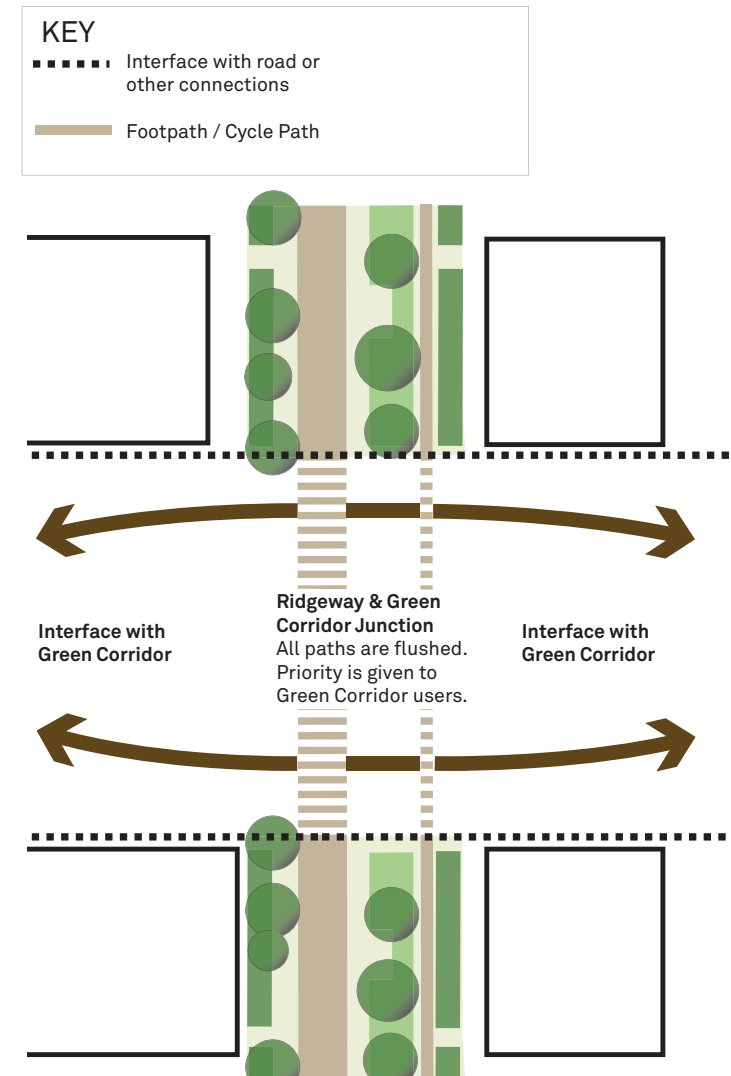 KEY
Interface with road or
other connections
Footpath / Cycle Path
Ridgeway & Green
Corridor Junction
All paths are flushed.
Priority is given to
Green Corridor users.
Interface with
Green Corridor
Interface with
Green Corridor